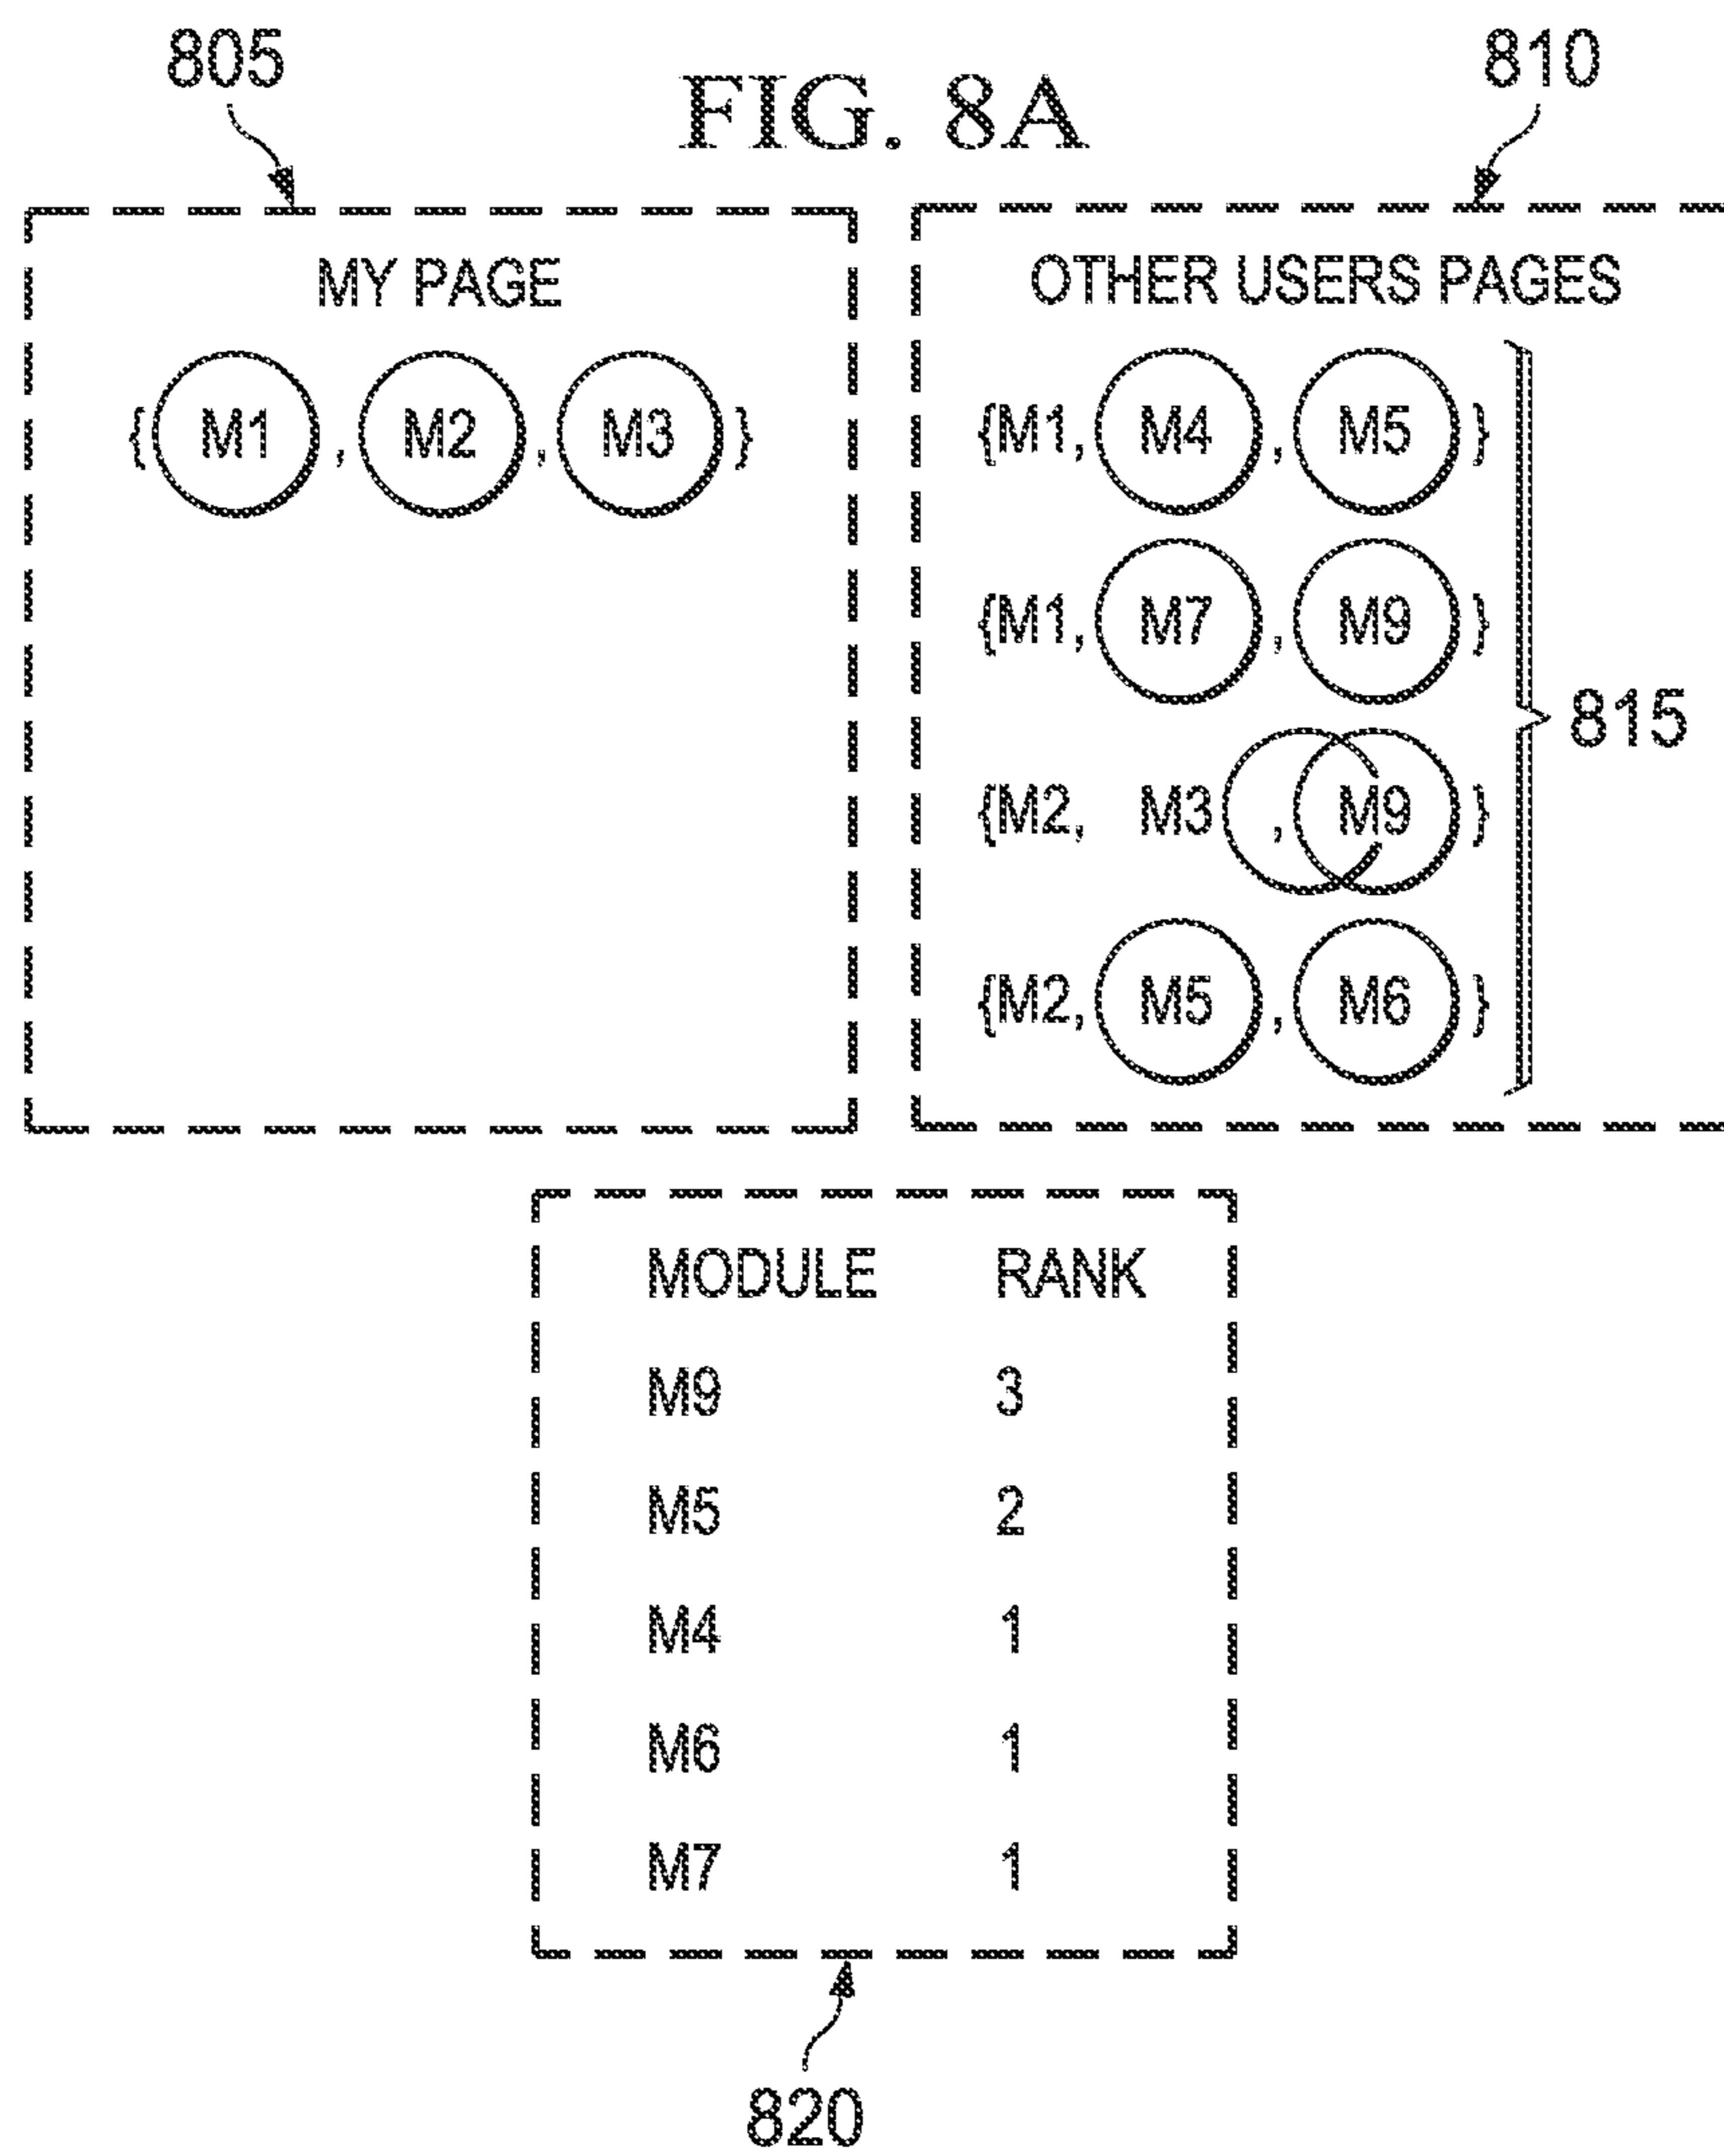 805
810
FIG. 8A
MY PAGE
{M1, M2, M3}
OTHER USERS PAGES
{M1, M4, M5}
{M1, M7, M9}
{M2, M3, M9}
{M2, M5, M6}
815
MODULE RANK
M9 3
M5 2
M4 1
M6 1
M7 1
820